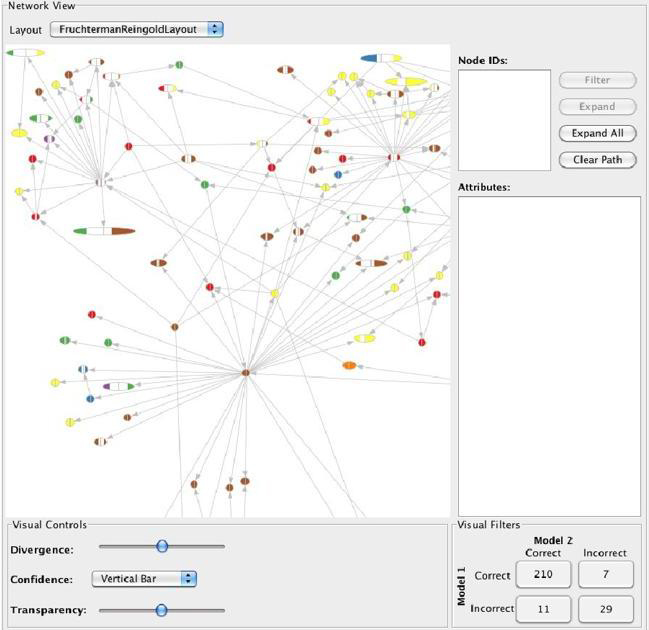 Network View
Layout FruchtermanReingoldLayout
Node IDs:
Filter
Expand
Expand All
Clear Path
Attributes:
Visual Controls
Divergence:
Confidence: Vertical Bar
Transparency:
Visual Filters
Model 2
Correct Incorrect
Model 1
Correct 210 7
Incorrect 11 29